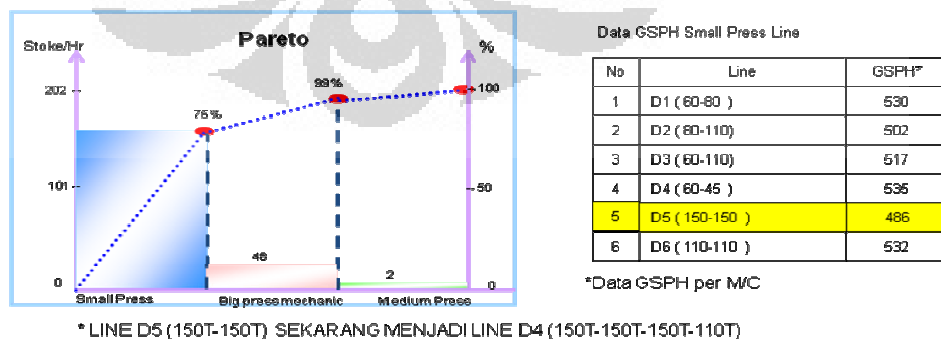 Pareto
Stoke/Hr
%
202
101
0
100
50
0
75%
99%
48
2
Small Press
Big press mechanic
Medium Press
Data GSPH Small Press Line
No Line GSPH*
1 D1 ( 60-80 ) 530
2 D2 ( 80-110) 502
3 D3 ( 60-110) 517
4 D4 ( 60-45 ) 535
5 D5 ( 150-150 ) 486
6 D6 ( 110-110 ) 532
*Data GSPH per M/C
* LINE D5 (150T-150T) SEKARANG MENJADI LINE D4 (150T-150T-150T-110T)